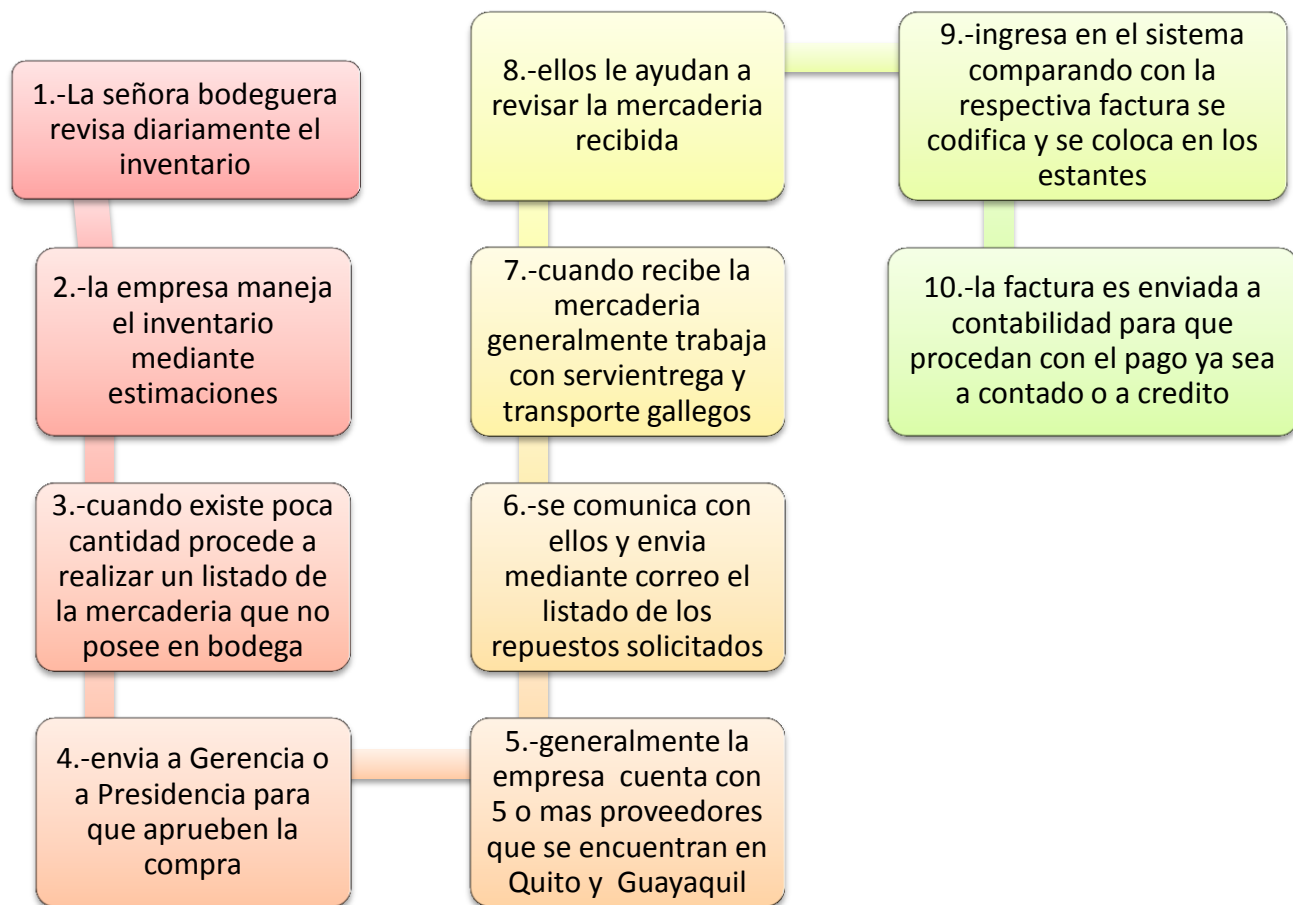 1.-La señora bodeguera
revisa diariamente el
inventario
2.-la empresa maneja
el inventario
mediante
estimaciones
3.-cuando existe poca
cantidad procede a
realizar un listado de
la mercaderia que no
posee en bodega
4.-envia a Gerencia o
a Presidencia para
que aprueben la
compra
5.-generalmente la
empresa cuenta con
5 o mas proveedores
que se encuentran en
Quito y Guayaquil
6.-se comunica con
ellos y envia
mediante correo el
listado de los
repuestos solicitados
7.-cuando recibe la
mercaderia
generalmente trabaja
con servientrega y
transporte gallegos
8.-ellos le ayudan a
revisar la mercaderia
recibida
9.-ingresa en el sistema
comparando con la
respectiva factura se
codifica y se coloca en los
estantes
10.-la factura es enviada a
contabilidad para que
procedan con el pago ya sea
a contado o a credito